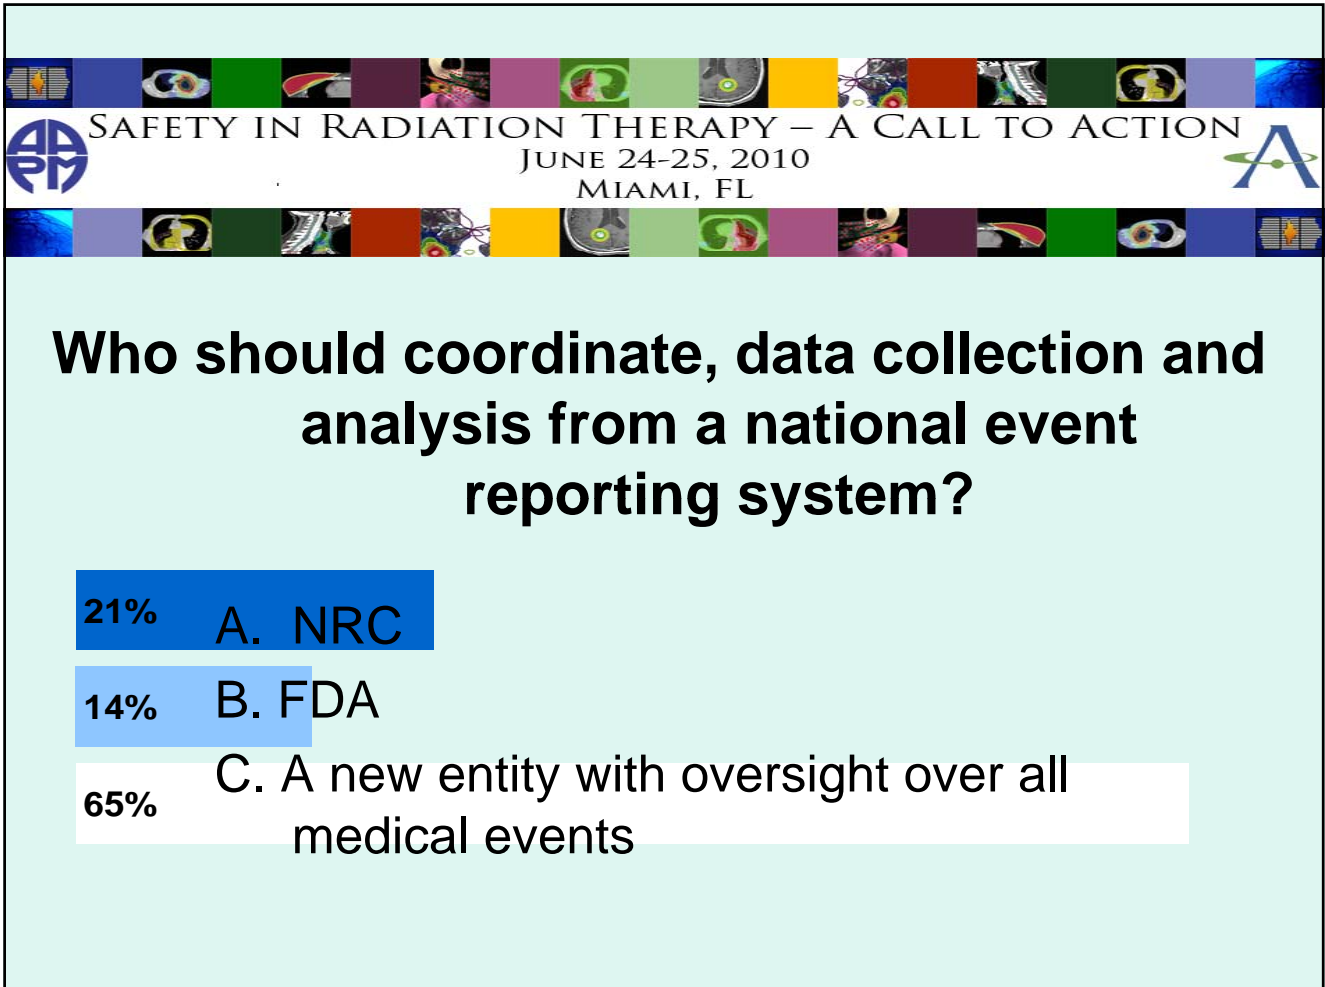 SAFETY IN RADIATION THERAPY – A CALL TO ACTION
AAPM
JUNE 24-25, 2010
MIAMI, FL
Who should coordinate, data collection and
analysis from a national event
reporting system?
21% A. NRC
14% B. FDA
65% C. A new entity with oversight over all
medical events